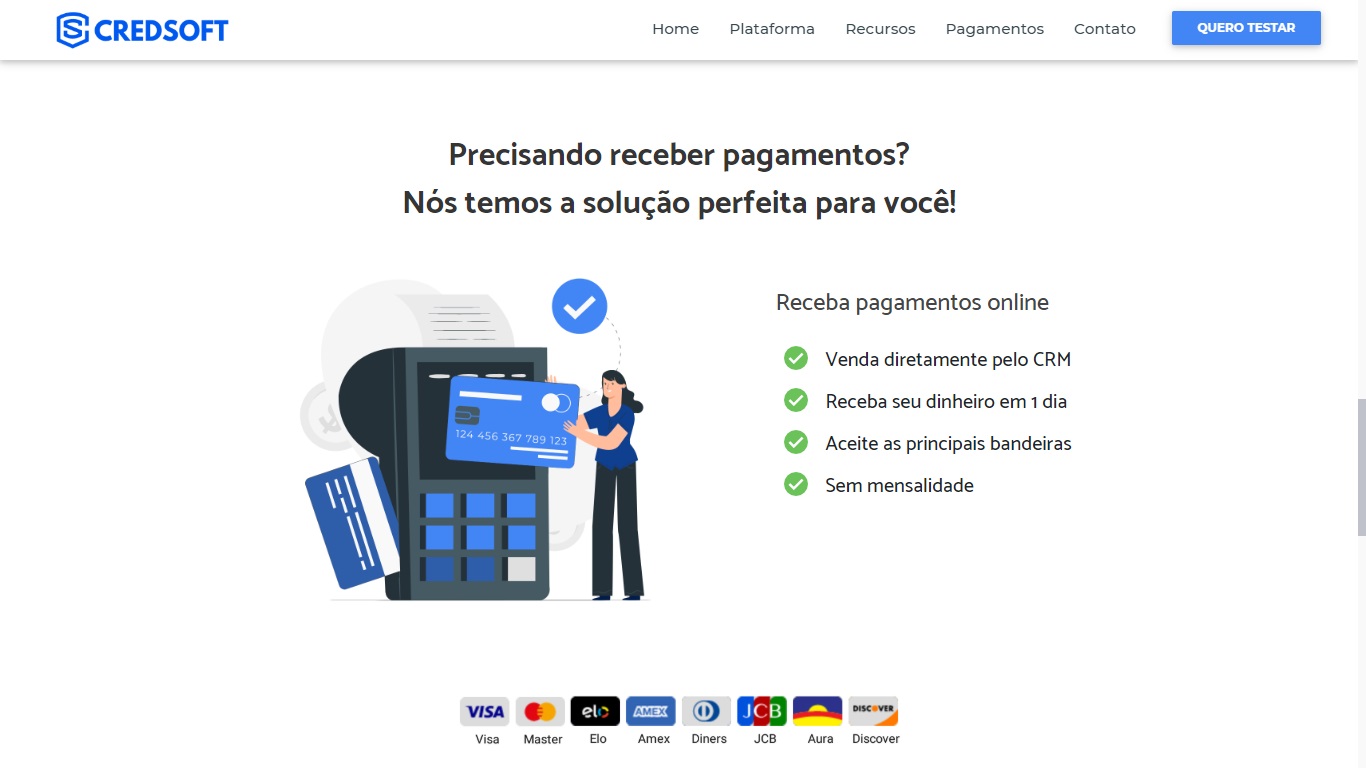 CREDSOFT
Home Plataforma Recursos Pagamentos Contato QUERO TESTAR
Precisando receber pagamentos?
Nós temos a solução perfeita para você!
Receba pagamentos online
Venda diretamente pelo CRM
Receba seu dinheiro em 1 dia
Aceite as principais bandeiras
Sem mensalidade
124 456 367 789 123
VISA elo AMEX JCB DISCOVER
Visa Master Elo Amex Diners JCB Aura Discover